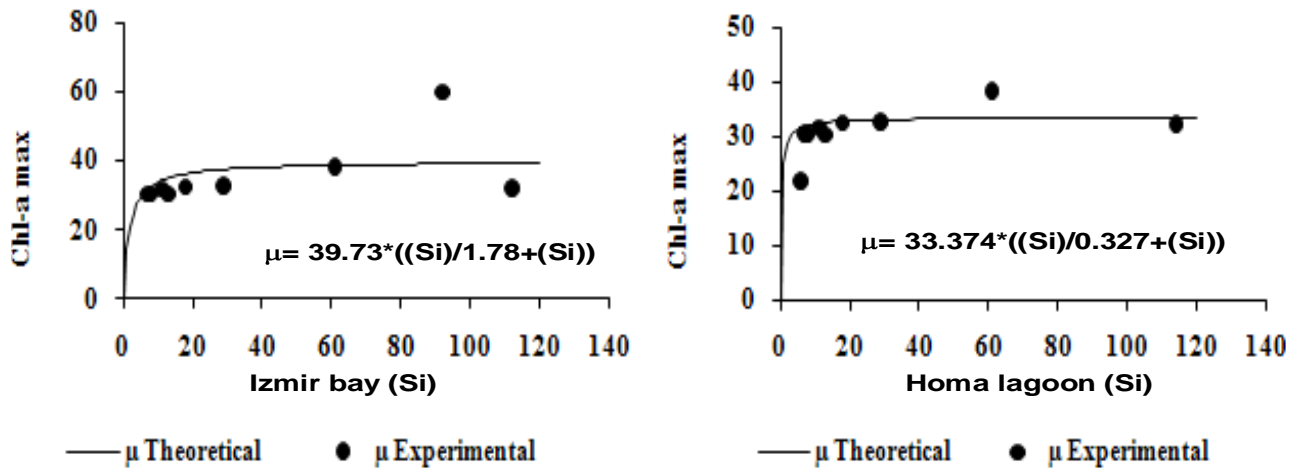 80
60
40
20
0
Chl-a max
μ= 39.73*((Si)/1.78+(Si))
0 20 40 60 80 100 120 140
Izmir bay (Si)
μ Theoretical μ Experimental
50
40
30
20
10
0
Chl-a max
μ= 33.374*((Si)/0.327+(Si))
0 20 40 60 80 100 120 140
Homa lagoon (Si)
μ Theoretical μ Experimental